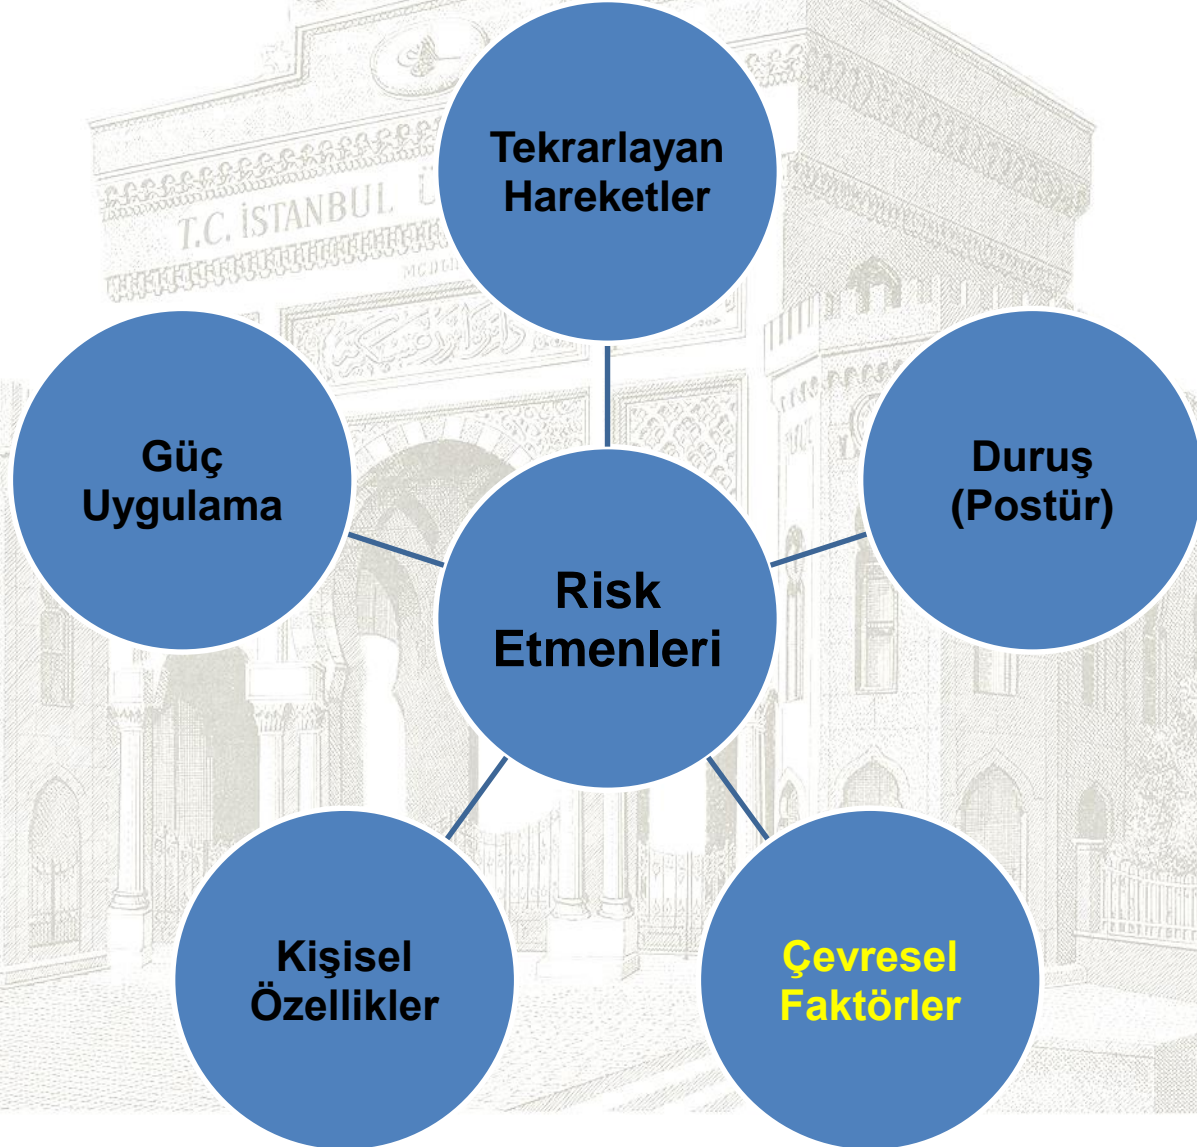 Tekrarlayan
Hareketler
T.C. İSTANBUL Ü
Güç
Uygulama
Duruş
(Postür)
Risk
Etmenleri
Kişisel
Özellikler
Çevresel
Faktörler